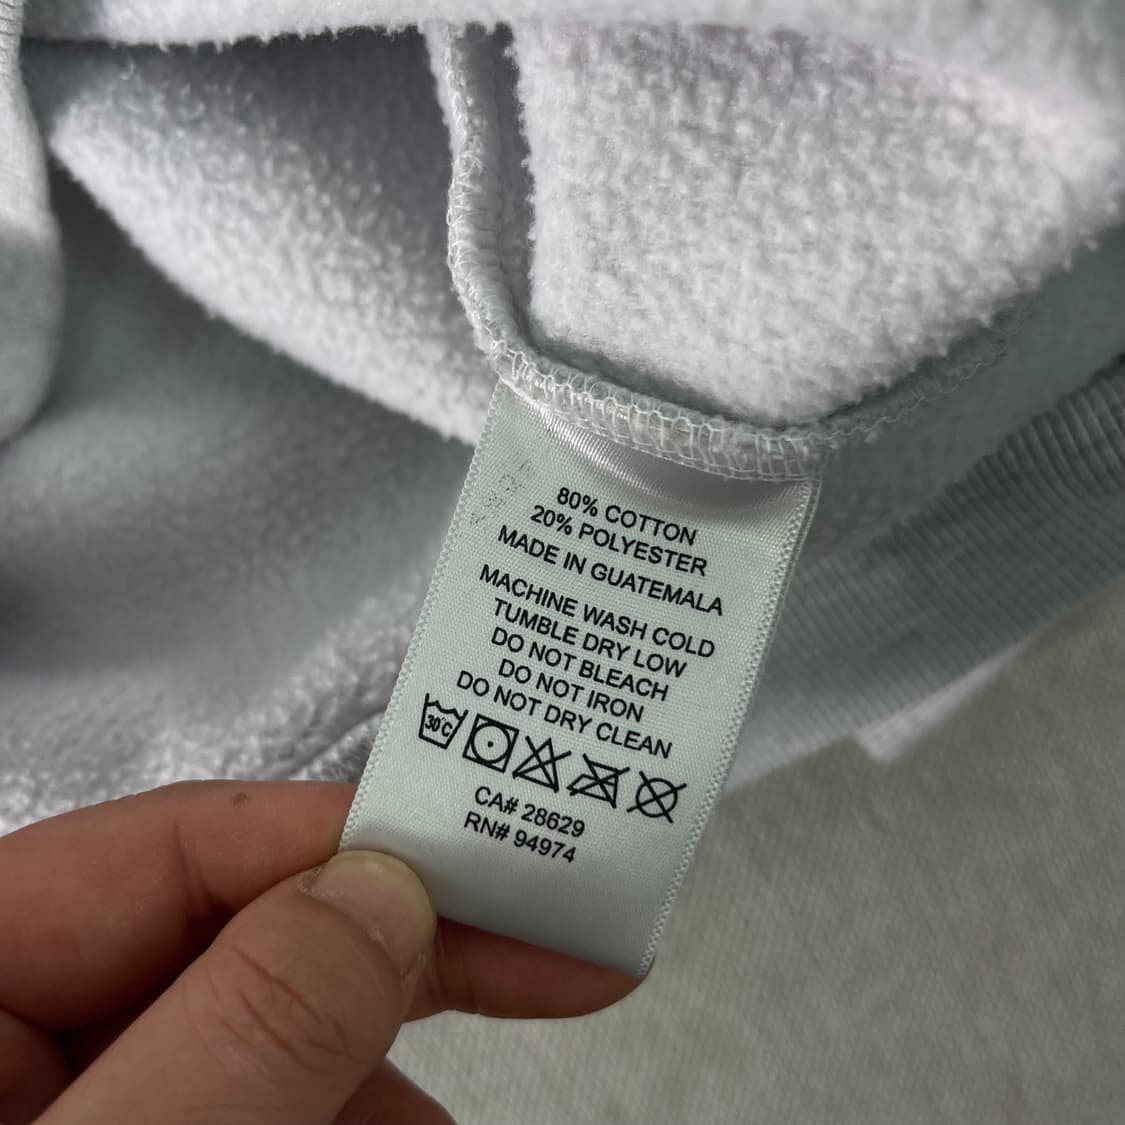 80% COTTON
20% POLYESTER
MADE IN GUATEMALA
MACHINE WASH COLD
TUMBLE DRY LOW
DO NOT BLEACH
DO NOT IRON
DO NOT DRY CLEAN
30°C
CA# 28629
RN# 94974